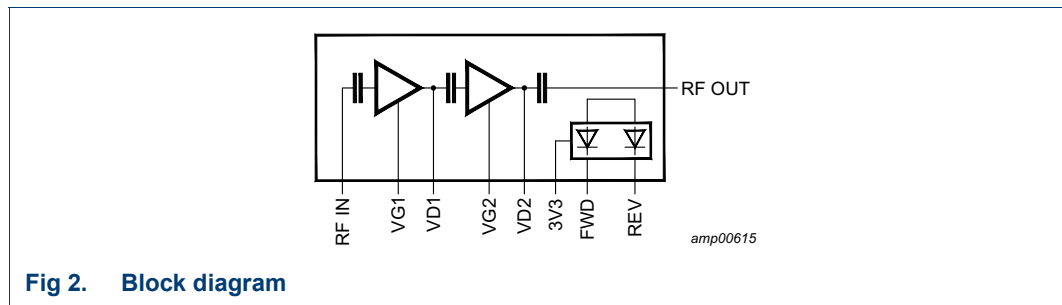 RF OUT
RF IN
VG1
VD1
VG2
VD2
3V3
FWD
REV
amp00615
Fig 2. Block diagram